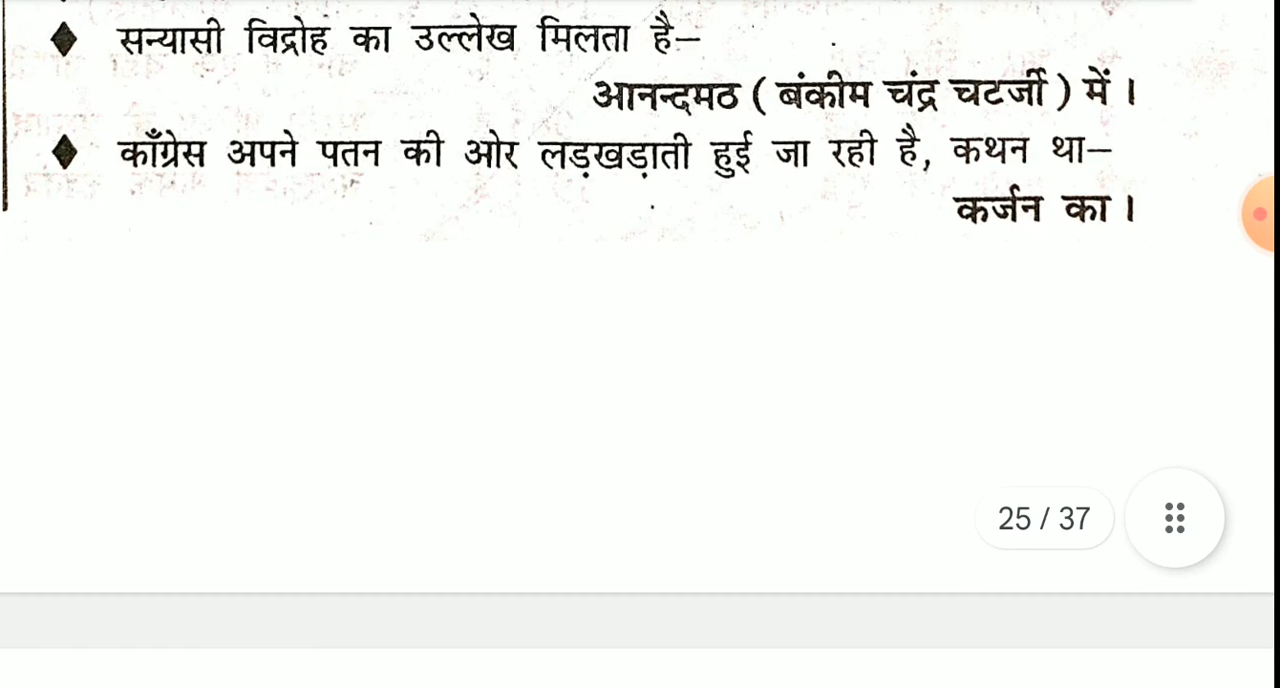 ♦ सन्यासी विद्रोह का उल्लेख मिलता है–
आनन्दमठ ( बंकीम चंद्र चटर्जी ) में ।
♦ काँग्रेस अपने पतन की ओर लड़खड़ाती हुई जा रही है, कथन था–
कर्जन का ।
25 / 37